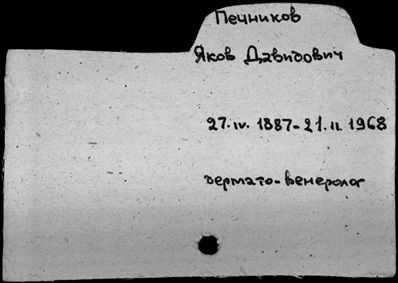 Печников
Яков Давидович
27.IV.1887-21.II.1968
дермато-венеролог